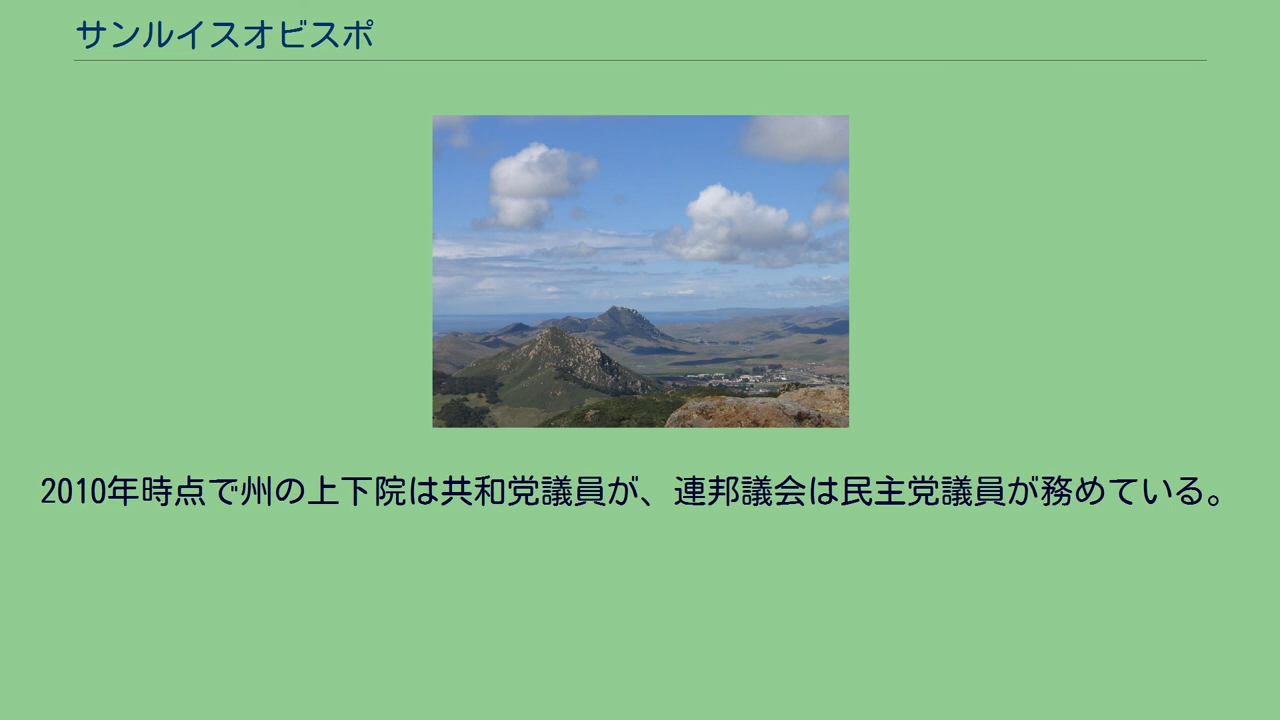 サンルイスオビスポ
2010年時点で州の上下院は共和党議員が、連邦議会は民主党議員が務めている。